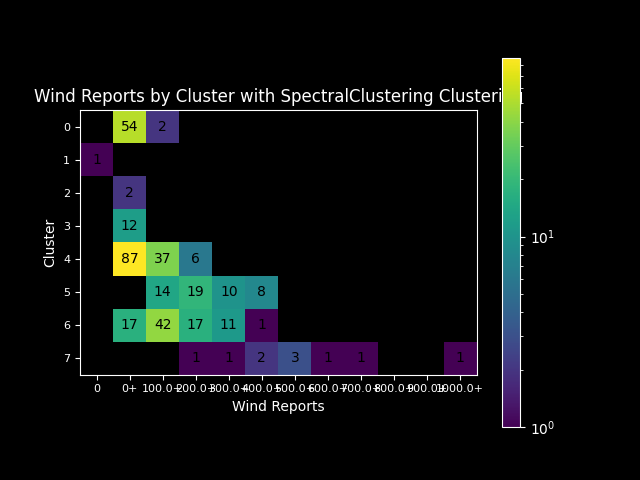 Wind Reports by Cluster with SpectralClustering Clustering
0 54 2
1 1
2 2
3 12
4 87 37 6
5 14 19 10 8
6 17 42 17 11 1
7 1 1 2 3 1 1 1
Cluster
0 0+ 100.0+ 200.0+ 300.0+ 400.0+ 500.0+ 600.0+ 700.0+ 800.0+ 900.0+ 1000.0+
Wind Reports
10¹
10⁰